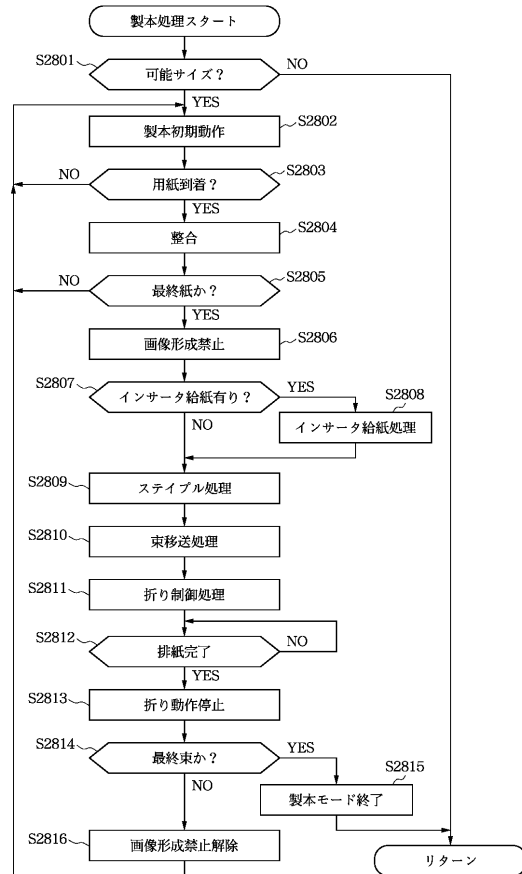 製本処理スタート
S2801
可能サイズ？
NO
YES
製本初期動作
S2802
用紙到着？
S2803
NO
YES
整合
S2804
最終紙か？
S2805
NO
YES
画像形成禁止
S2806
S2807
インサータ給紙有り？
YES
NO
S2808
インサータ給紙処理
S2809
ステイプル処理
S2810
束移送処理
S2811
折り制御処理
S2812
排紙完了
NO
YES
S2813
折り動作停止
S2814
最終束か？
YES
NO
S2815
製本モード終了
S2816
画像形成禁止解除
リターン